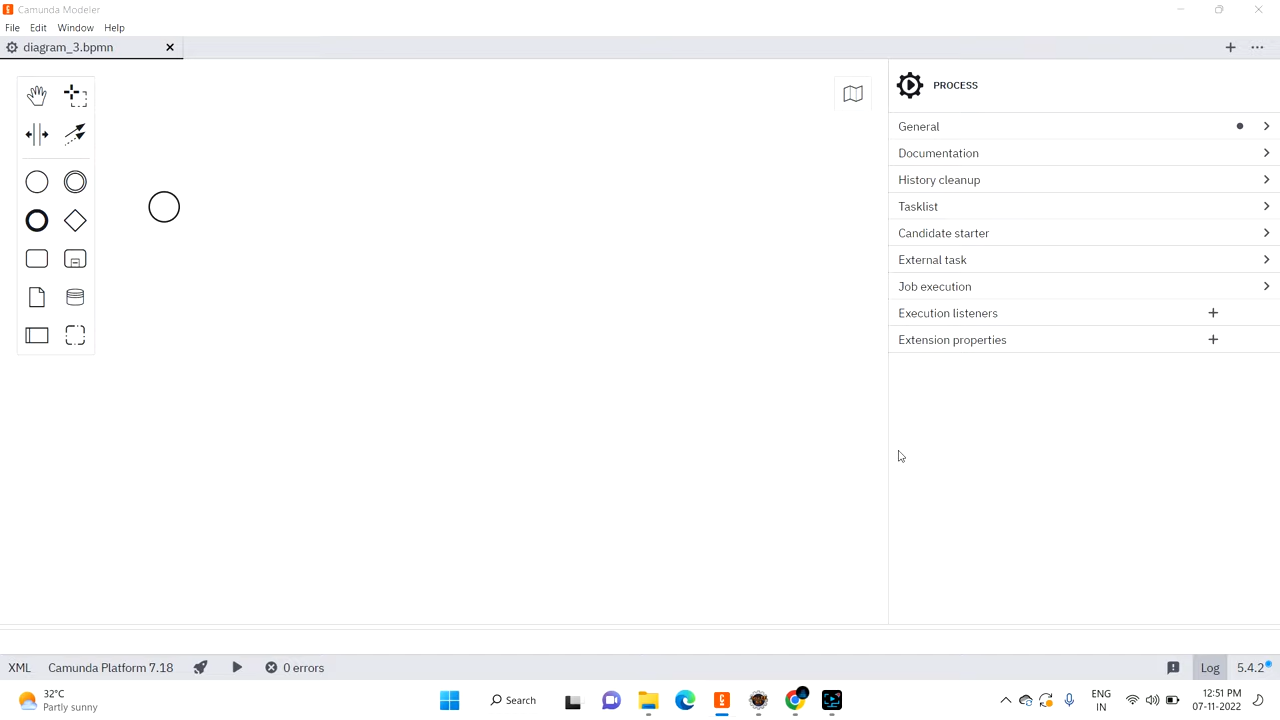 Camunda Modeler
File Edit Window Help
diagram_3.bpmn
PROCESS
General
Documentation
History cleanup
Tasklist
Candidate starter
External task
Job execution
Execution listeners
Extension properties
XML Camunda Platform 7.18 0 errors Log 5.4.2
32°C
Partly sunny
Search
ENG
IN
12:51 PM
07-11-2022